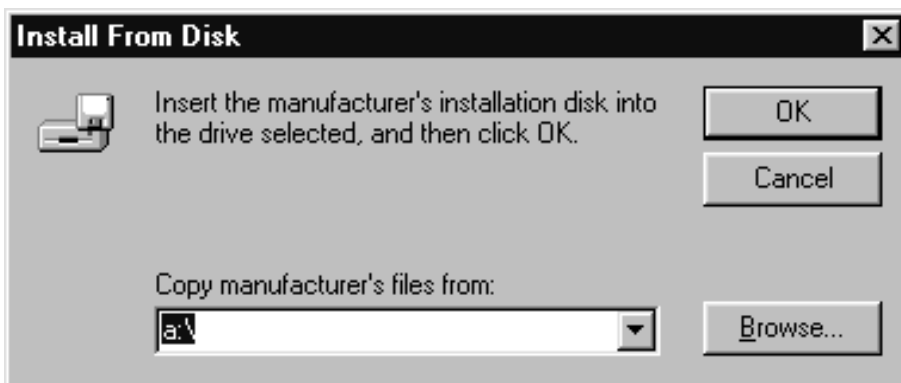 Install From Disk
Insert the manufacturer's installation disk into
the drive selected, and then click OK.
OK
Cancel
Copy manufacturer's files from:
a:\
Browse...